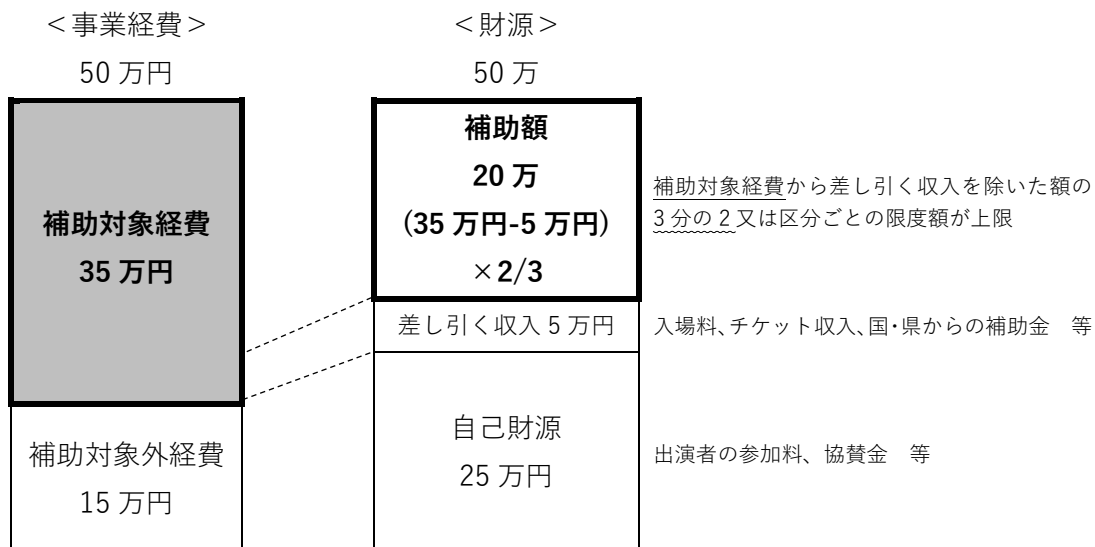 ＜事業経費＞
50 万円
補助対象経費
35 万円
補助対象外経費
15 万円
＜財源＞
50 万
補助額
20 万
(35 万円-5 万円)
×2/3
差し引く収入 5 万円
自己財源
25 万円
補助対象経費から差し引く収入を除いた額の
3 分の 2 又は区分ごとの限度額が上限
入場料、チケット収入、国・県からの補助金　等
出演者の参加料、協賛金　等